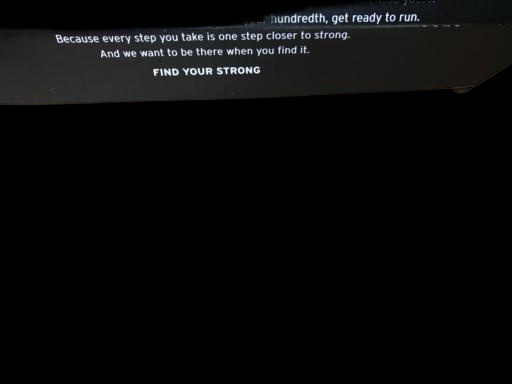 hundredth, get ready to run.
Because every step you take is one step closer to strong.
And we want to be there when you find it.
FIND YOUR STRONG